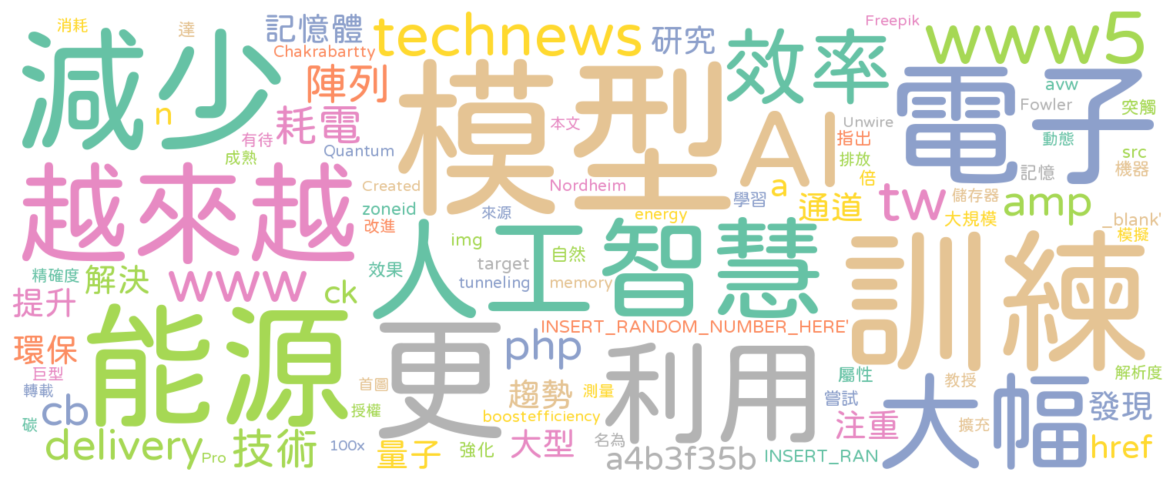 消耗
達
記憶體
technews
研究
Freepik
www5
減少
Chakrabartty
陣列
模型
效率
電子
avw
n
耗電
本文
AI
Unwire
Fowler
突觸
有待
指出
動態
成熟
Quantum
排放
src
越來越
Created
Nordheim
倍
記憶
機器
zoneid
來源
energy
學習
a
通道
tw
儲存器
amp
改進
人工智慧
大規模
_blank'
模擬
img
自然
訓練
精確度
解決
www
效果
target
提升
ck
tunneling
memory
能源
更
INSERT_RANDOM_NUMBER_HERE'
環保
php
利用
巨型
首圖
趨勢
測量
屬性
教授
解析度
轉載
cb
授權
boostefficiency
嘗試
大幅
發現
碳
注重
擴充
delivery
Pro
技術
100x
量子
強化
大型
名為
a4b3f35b
INSERT_RAN
href